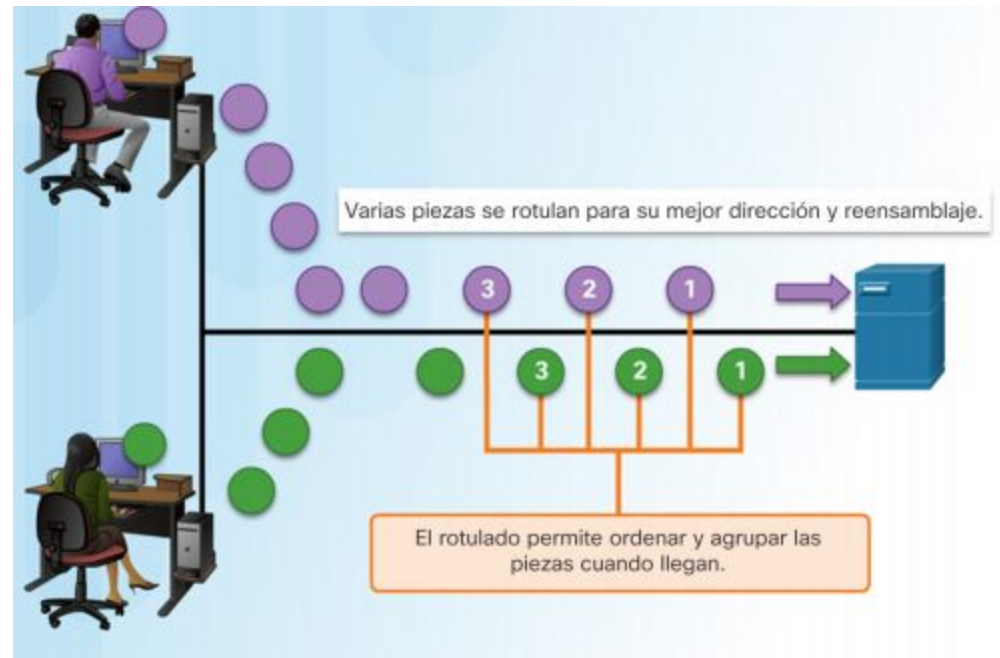 Varias piezas se rotulan para su mejor dirección y reensamblaje.
3 2 1
3 2 1
El rotulado permite ordenar y agrupar las
piezas cuando llegan.